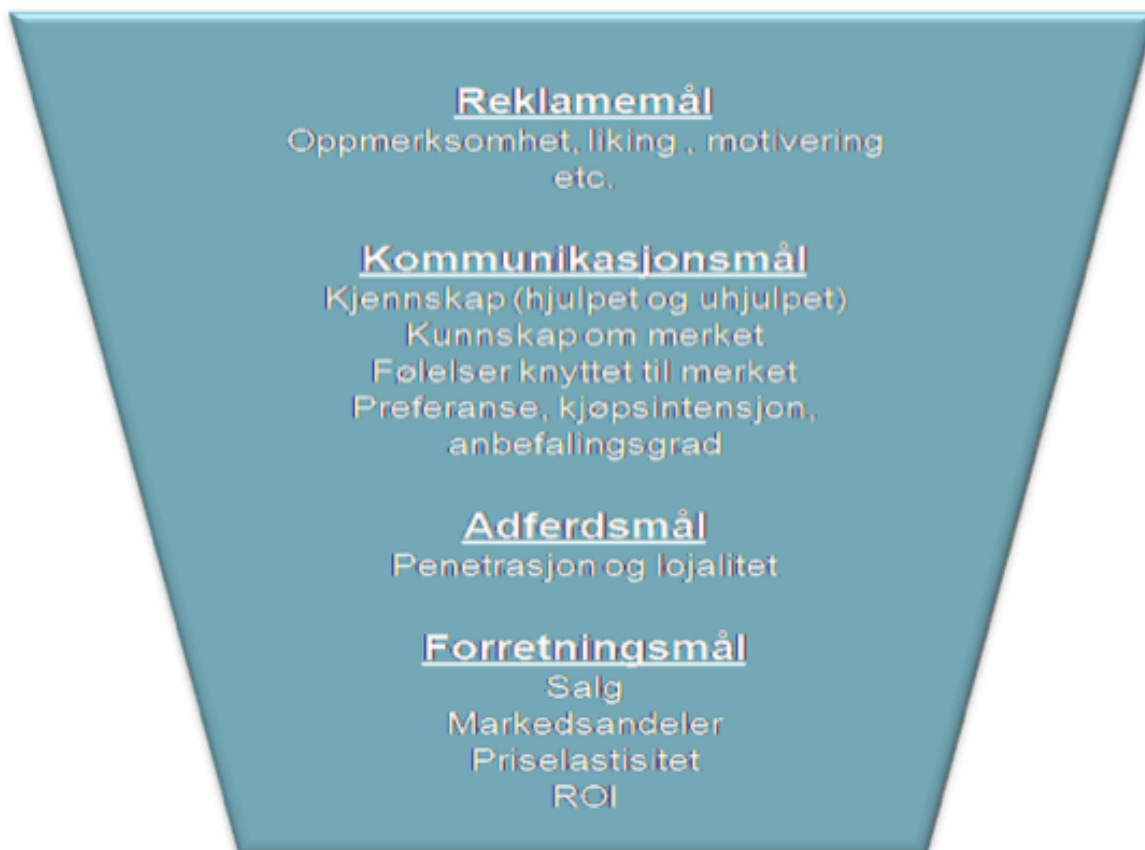 Reklamemål
Oppmerksomhet, liking , motivering
etc.
Kommunikasjonsmål
Kjennskap (hjulpet og uhjulpet)
Kunnskap om merket
Følelser knyttet til merket
Preferanse, kjøpsintensjon,
anbefalingsgrad
Adferdsmål
Penetrasjon og lojalitet
Forretningsmål
Salg
Markedsandeler
Priselastisitet
ROI